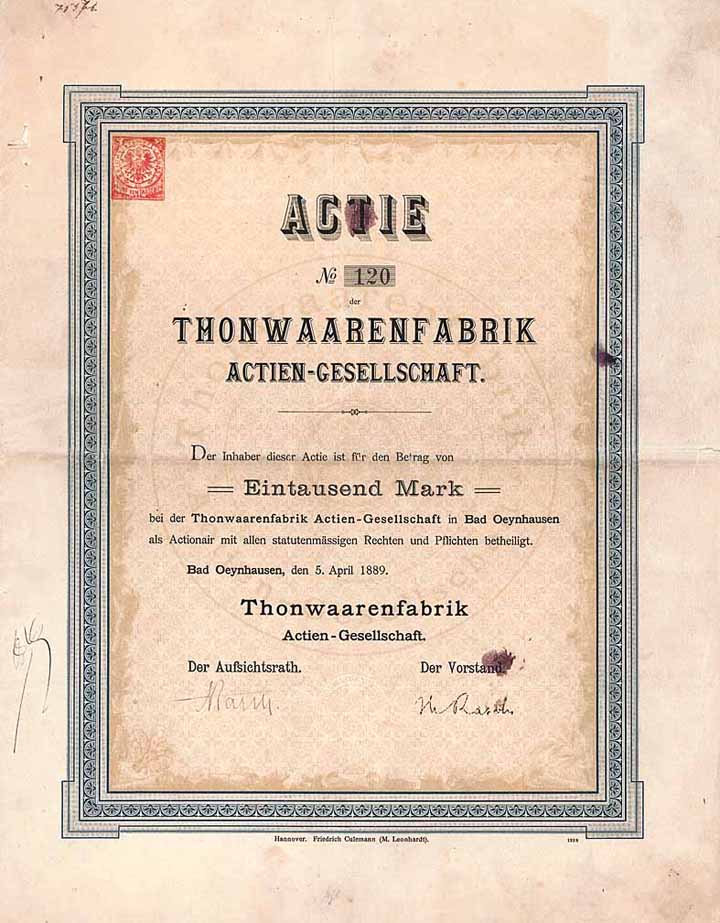 ACTIE
No 120
der
THONWAARENFABRIK
ACTIEN-GESELLSCHAFT.
Der Inhaber dieser Actie ist für den Betrag von
Eintausend Mark
bei der Thonwaarenfabrik Actien-Gesellschaft in Bad Oeynhausen
als Actionair mit allen statutenmässigen Rechten und Pflichten betheiligt.
Bad Oeynhausen, den 5. April 1889.
Thonwaarenfabrik
Actien-Gesellschaft.
Der Aufsichtsrath. Der Vorstand.
Hannover. Friedrich Culemann (M. Leonhardt).